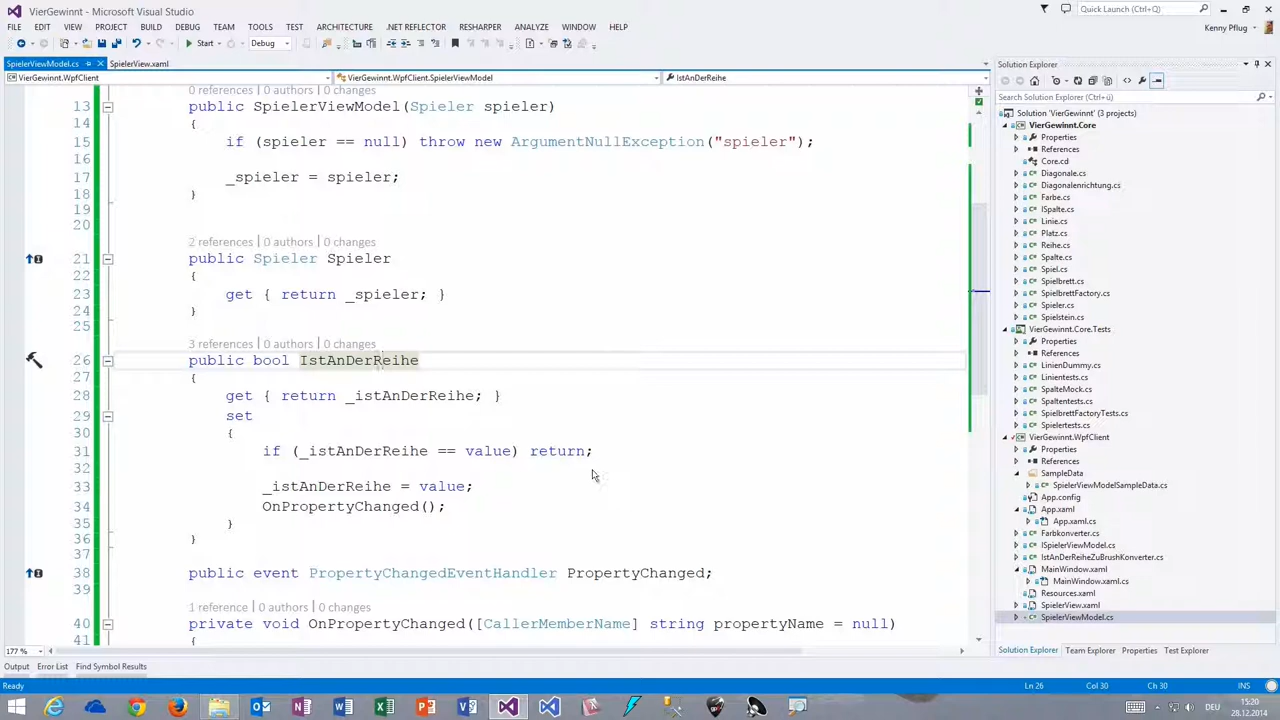 VierGewinnt - Microsoft Visual Studio
Quick Launch (Ctrl+Q)
FILE EDIT VIEW PROJECT BUILD DEBUG TEAM TOOLS TEST .NET REFLECTOR RESHARPER ANALYZE WINDOW HELP
Kenny Pflug
Start Debug
SpielerViewModel.cs SpielerView.xaml
VierGewinnt.WpfClient VierGewinnt.WpfClient.SpielerViewModel IstAnDerReihe
0 references | 0 authors | 0 changes
13 public SpielerViewModel(Spieler spieler)
14 {
15 if (spieler == null) throw new ArgumentNullException("spieler");
16
17 _spieler = spieler;
18 }
19
20
2 references | 0 authors | 0 changes
21 public Spieler Spieler
22 {
23 get { return _spieler; }
24 }
25
3 references | 0 authors | 0 changes
26 public bool IstAnDerReihe
27 {
28 get { return _istAnDerReihe; }
29 set
30 {
31 if (_istAnDerReihe == value) return;
32
33 _istAnDerReihe = value;
34 OnPropertyChanged();
35 }
36 }
37
38 public event PropertyChangedEventHandler PropertyChanged;
39
1 reference | 0 authors | 0 changes
40 private void OnPropertyChanged([CallerMemberName] string propertyName = null)
41 {
177 %
Solution Explorer
Search Solution Explorer (Ctrl+ü)
Solution 'VierGewinnt' (3 projects)
VierGewinnt.Core
Properties
References
Core.cd
Diagonale.cs
Diagonalenrichtung.cs
Farbe.cs
ISpalte.cs
Linie.cs
Platz.cs
Reihe.cs
Spalte.cs
Spiel.cs
Spielbrett.cs
SpielbrettFactory.cs
Spieler.cs
Spielstein.cs
VierGewinnt.Core.Tests
Properties
References
LinienDummy.cs
Linientests.cs
SpalteMock.cs
Spaltentests.cs
SpielbrettFactoryTests.cs
Spielertests.cs
VierGewinnt.WpfClient
Properties
References
SampleData
SpielerViewModelSampleData.cs
App.config
App.xaml
App.xaml.cs
Farbkonverter.cs
ISpielerViewModel.cs
IstAnDerReiheZuBrushKonverter.cs
MainWindow.xaml
MainWindow.xaml.cs
Resources.xaml
SpielerView.xaml
SpielerViewModel.cs
Solution Explorer Team Explorer Properties Test Explorer
Output Error List Find Symbol Results
Ready Ln 26 Col 30 Ch 30 INS
DEU
15:20
28.12.2014